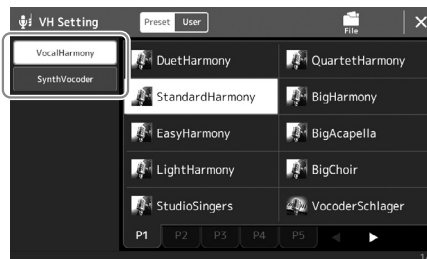 VH Setting
Preset User
File
VocalHarmony
SynthVocoder
DuetHarmony
QuartetHarmony
StandardHarmony
BigHarmony
EasyHarmony
BigAcapella
LightHarmony
BigChoir
StudioSingers
VocoderSchlager
P1 P2 P3 P4 P5
1